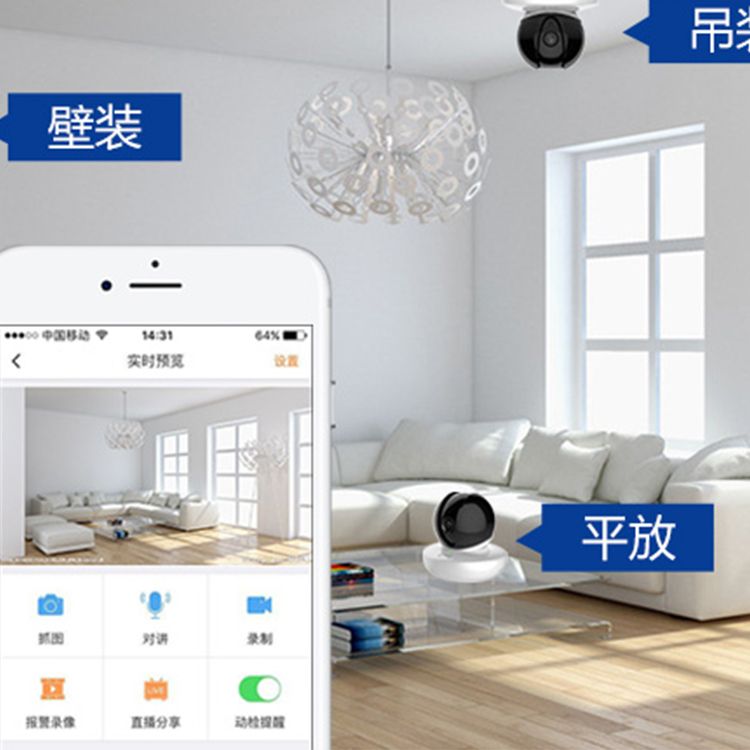 吊装
壁装
中国移动 14:31 64%
实时预览 设置
平放
抓图 对讲 录制
LIVE
报警录像 直播分享 动检提醒